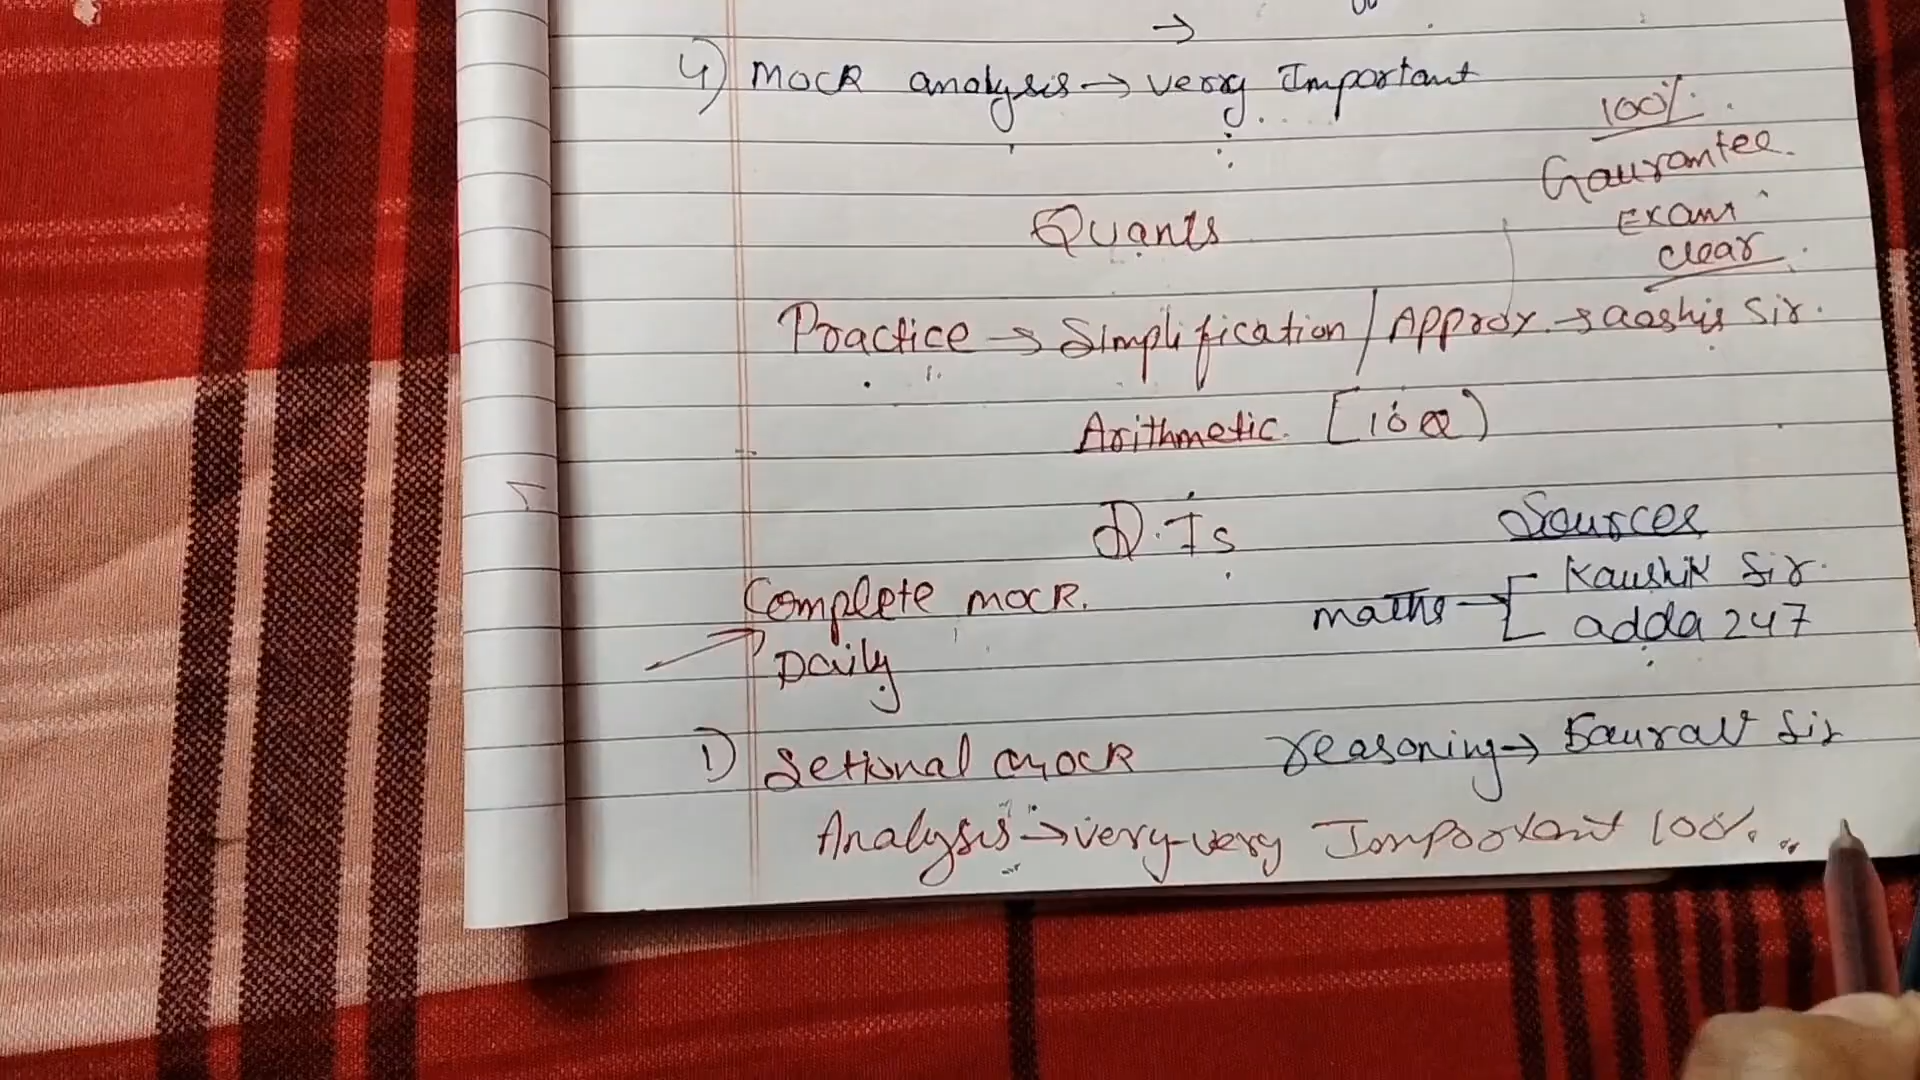 →
4) Mock analysis → very Important
100%.
Gaurantee.
Exam
clear
Quants
Practice → Simplification / Approx. → aashis Sir.
Arithmetic. [10Q)
D.Is
Sources
Complete mock.
Daily
maths → [ Kaushik Sir.
adda 247
1) Setional mock
reasoning → Saurav Sir
Analysis → very-very Important 100%.